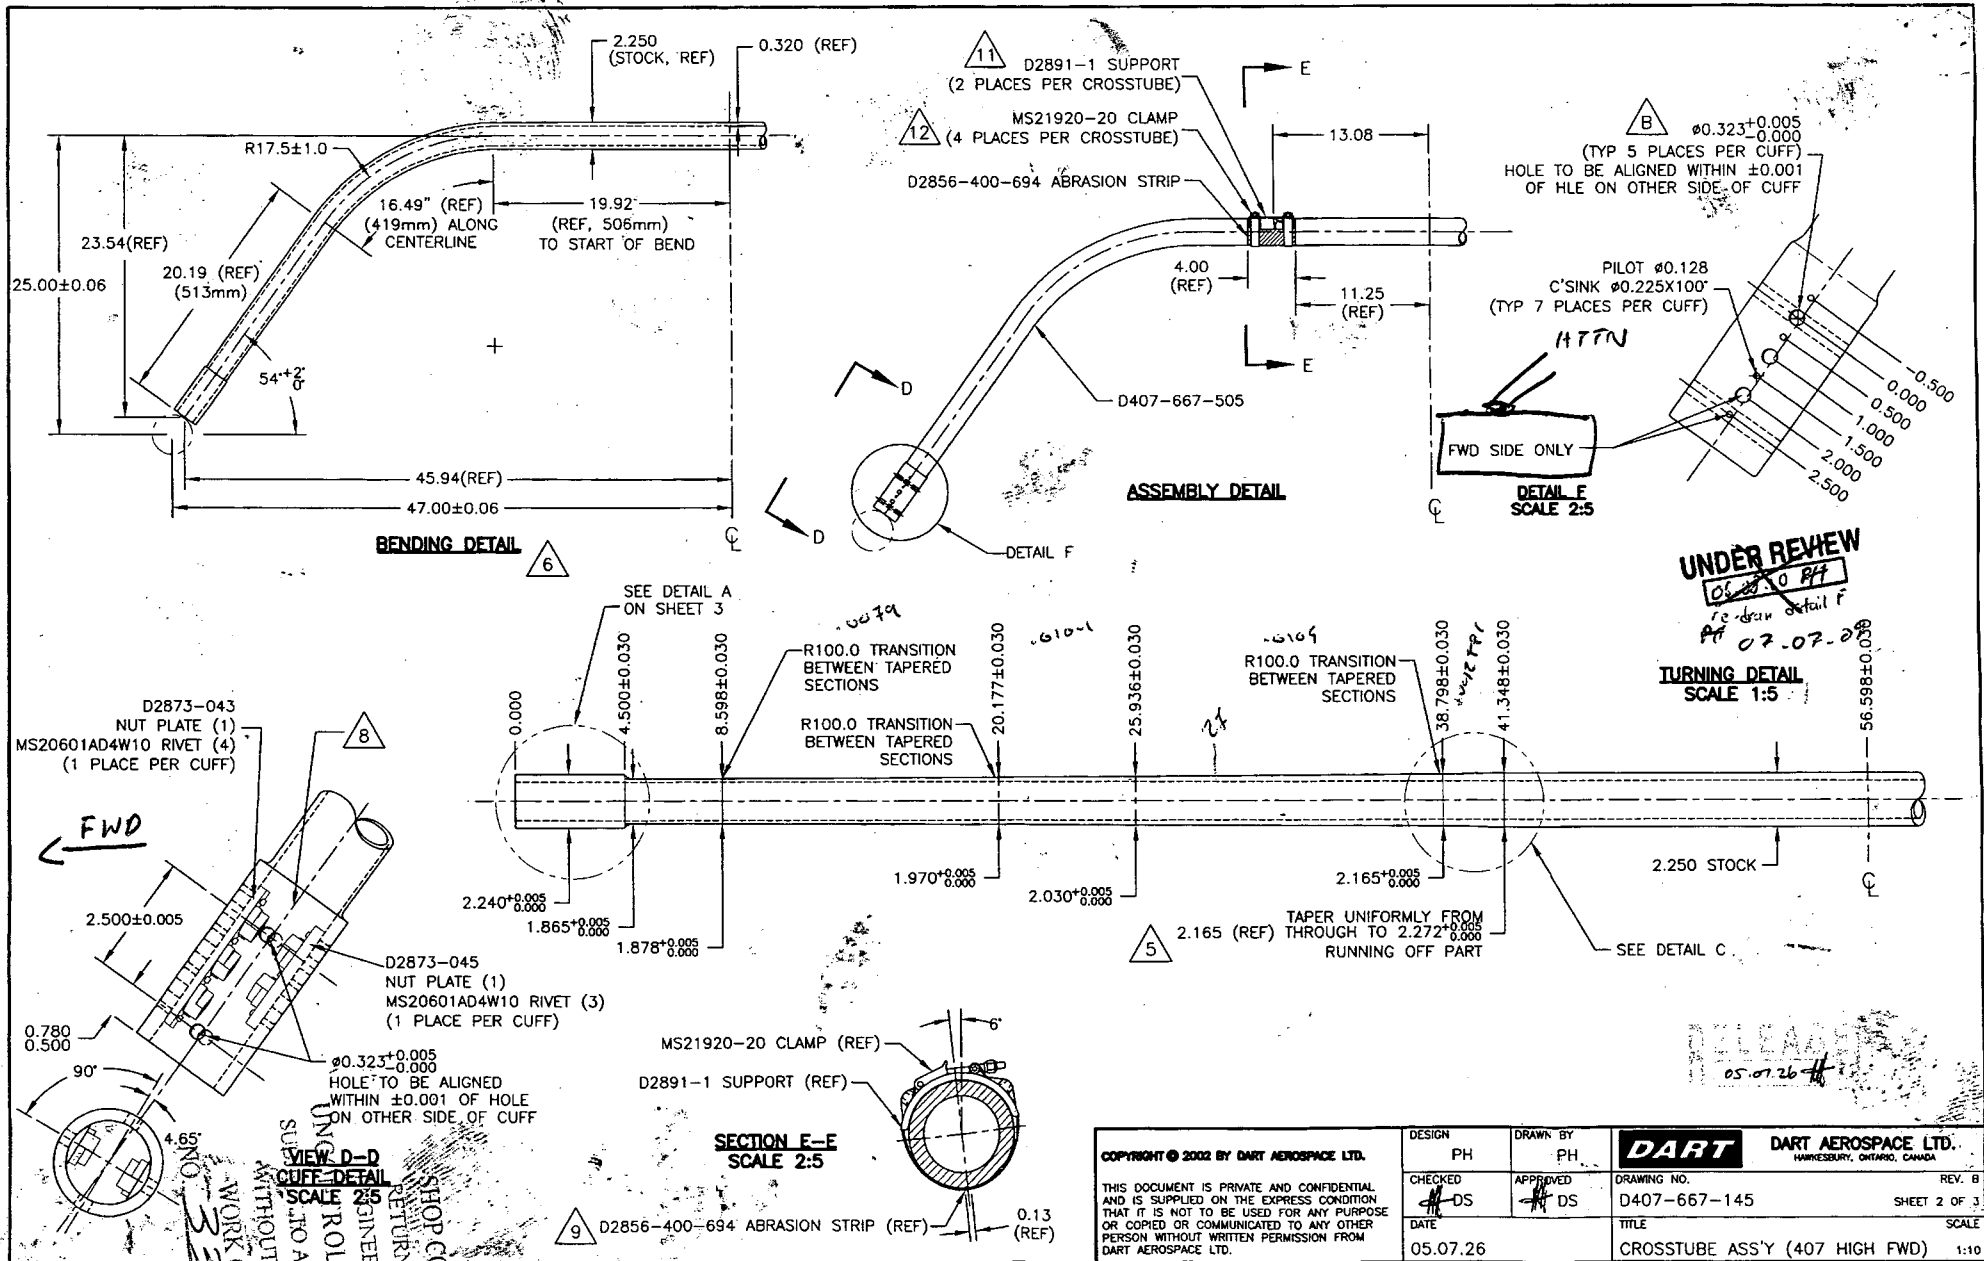 2.250
(STOCK, REF)
0.320 (REF)
R17.5±1.0
16.49" (REF)
(419mm) ALONG
CENTERLINE
19.92
(REF, 506mm)
TO START OF BEND
23.54(REF)
25.00±0.06
20.19 (REF)
(513mm)
54°+2°
0°
45.94(REF)
47.00±0.06
BENDING DETAIL
6
11
D2891-1 SUPPORT
(2 PLACES PER CROSSTUBE)
12
MS21920-20 CLAMP
(4 PLACES PER CROSSTUBE)
D2856-400-694 ABRASION STRIP
E
13.08
4.00
(REF)
11.25
(REF)
E
D
D
D407-667-505
ASSEMBLY DETAIL
DETAIL F
B
ø0.323+0.005
-0.000
(TYP 5 PLACES PER CUFF)
HOLE TO BE ALIGNED WITHIN ±0.001
OF HLE ON OTHER SIDE OF CUFF
PILOT ø0.128
C'SINK ø0.225X100°
(TYP 7 PLACES PER CUFF)
ATTN
FWD SIDE ONLY
-0.500
0.000
0.500
1.000
1.500
2.000
2.500
DETAIL F
SCALE 2:5
UNDER REVIEW
detail F
07-07-09
TURNING DETAIL
SCALE 1:5
SEE DETAIL A
ON SHEET 3
R100.0 TRANSITION
BETWEEN TAPERED
SECTIONS
R100.0 TRANSITION
BETWEEN TAPERED
SECTIONS
R100.0 TRANSITION
BETWEEN TAPERED
SECTIONS
0.000
4.500±0.030
8.598±0.030
20.177±0.030
25.936±0.030
38.798±0.030
41.348±0.030
56.598±0.030
2.240+0.005
0.000
1.865+0.005
0.000
1.878+0.005
0.000
1.970+0.005
0.000
2.030+0.005
0.000
2.165+0.005
0.000
2.250 STOCK
5
TAPER UNIFORMLY FROM
2.165 (REF) THROUGH TO 2.272+0.005
0.000
RUNNING OFF PART
SEE DETAIL C
D2873-043
NUT PLATE (1)
MS20601AD4W10 RIVET (4)
(1 PLACE PER CUFF)
8
FWD
2.500±0.005
0.780
0.500
90°
4.65°
D2873-045
NUT PLATE (1)
MS20601AD4W10 RIVET (3)
(1 PLACE PER CUFF)
ø0.323+0.005
-0.000
HOLE TO BE ALIGNED
WITHIN ±0.001 OF HOLE
ON OTHER SIDE OF CUFF
VIEW D-D
CUFF DETAIL
SCALE 2:5
MS21920-20 CLAMP (REF)
D2891-1 SUPPORT (REF)
6°
SECTION E-E
SCALE 2:5
9
D2856-400-694 ABRASION STRIP (REF)
0.13
(REF)
05.07.26
COPYRIGHT © 2002 BY DART AEROSPACE LTD.
THIS DOCUMENT IS PRIVATE AND CONFIDENTIAL
AND IS SUPPLIED ON THE EXPRESS CONDITION
THAT IT IS NOT TO BE USED FOR ANY PURPOSE
OR COPIED OR COMMUNICATED TO ANY OTHER
PERSON WITHOUT WRITTEN PERMISSION FROM
DART AEROSPACE LTD.
DESIGN
PH
DRAWN BY
PH
CHECKED
DS
APPROVED
DS
DATE
05.07.26
DART
DART AEROSPACE LTD.
HAWKESBURY, ONTARIO, CANADA
DRAWING NO.
REV. B
D407-667-145
SHEET 2 OF 3
TITLE
SCALE
CROSSTUBE ASS'Y (407 HIGH FWD)
1:10